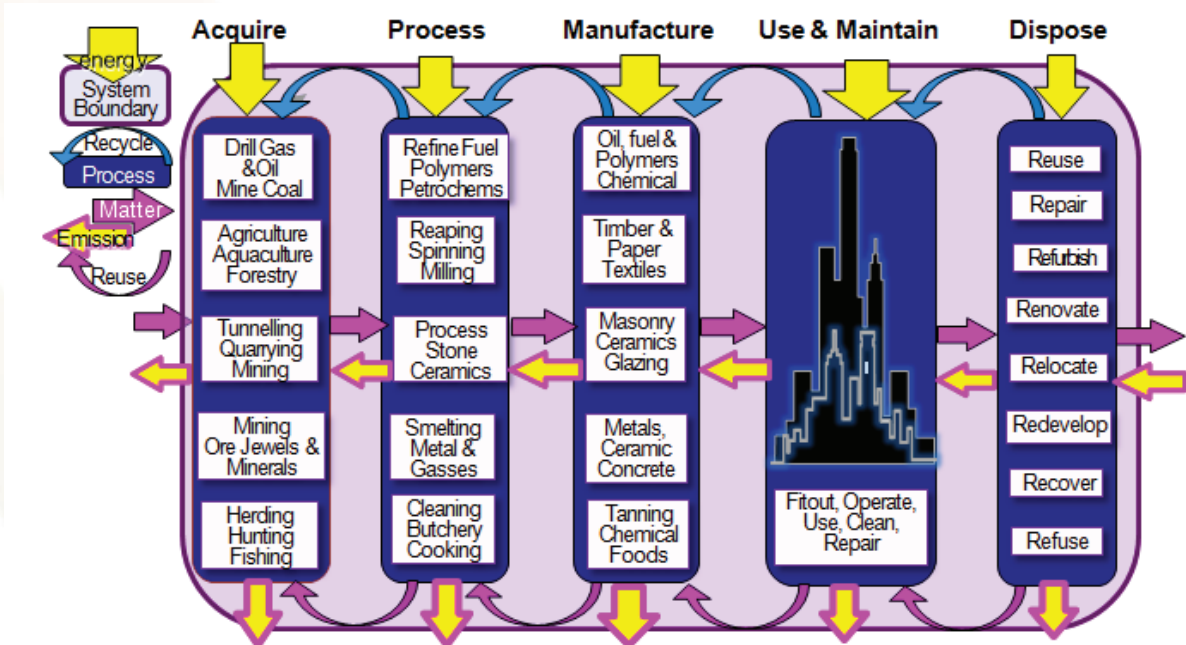 Acquire
Process
Manufacture
Use & Maintain
Dispose
energy
System
Boundary
Recycle
Process
Matter
Emission
Reuse
Drill Gas
&Oil
Mine Coal
Agriculture
Aquaculture
Forestry
Tunnelling
Quarrying
Mining
Mining
Ore Jewels &
Minerals
Herding
Hunting
Fishing
Refine Fuel
Polymers
Petrochems
Reaping
Spinning
Milling
Process
Stone
Ceramics
Smelting
Metal &
Gasses
Cleaning
Butchery
Cooking
Oil, fuel &
Polymers
Chemical
Timber &
Paper
Textiles
Masonry
Ceramics
Glazing
Metals,
Ceramic
Concrete
Tanning
Chemical
Foods
Fitout, Operate,
Use, Clean,
Repair
Reuse
Repair
Refurbish
Renovate
Relocate
Redevelop
Recover
Refuse